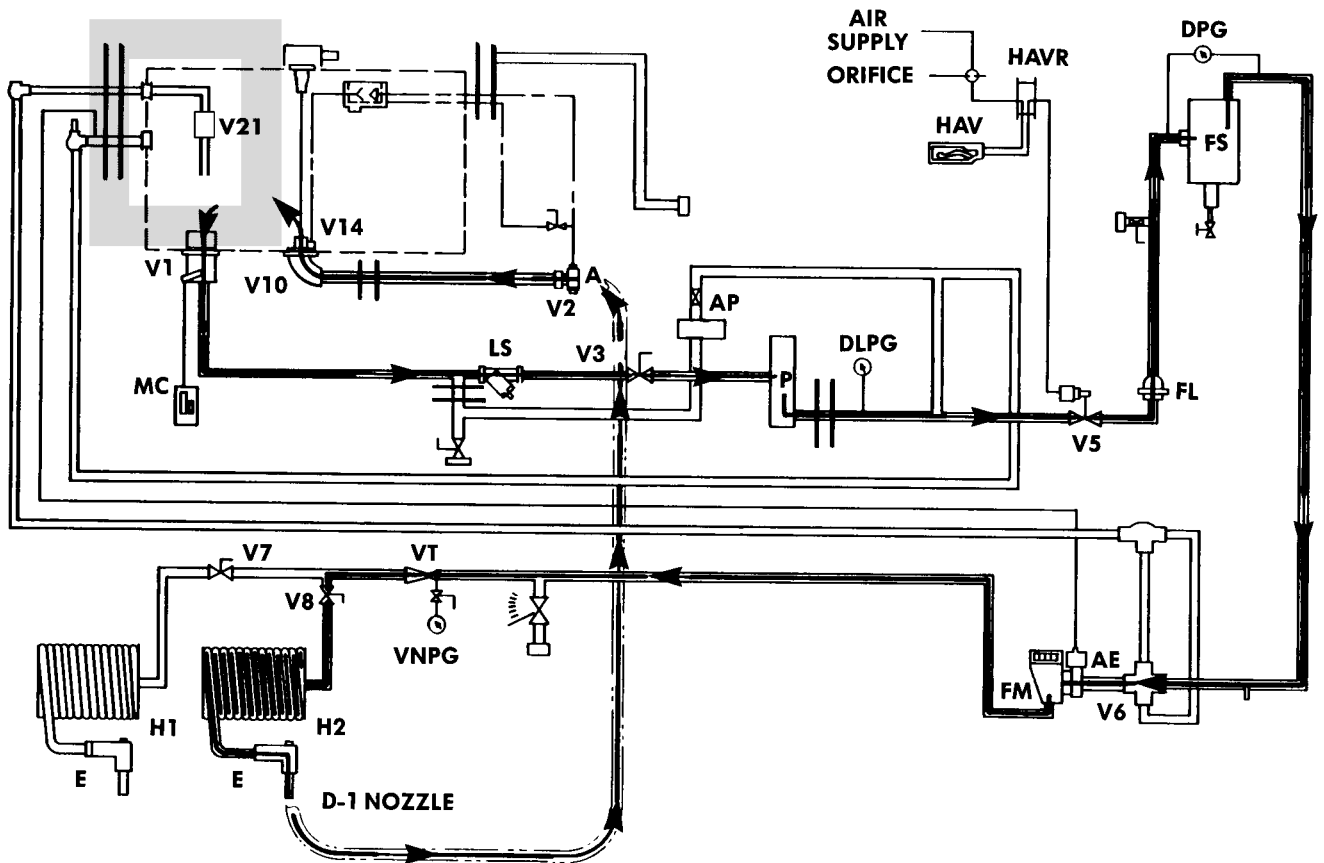 AIR
SUPPLY
ORIFICE
HAVR
DPG
HAV
FS
V21
V14
V1
V10
V2
A
AP
LS
V3
DLPG
MC
P
FL
V5
V7
VT
V8
VNPG
AE
FM
V6
H1
H2
E
E
D-1 NOZZLE